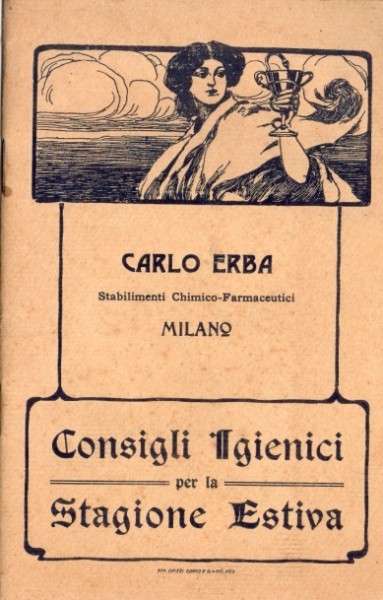 CARLO ERBA
Stabilimenti Chimico-Farmaceutici
MILANO
Consigli Igienici
per la
Stagione Estiva